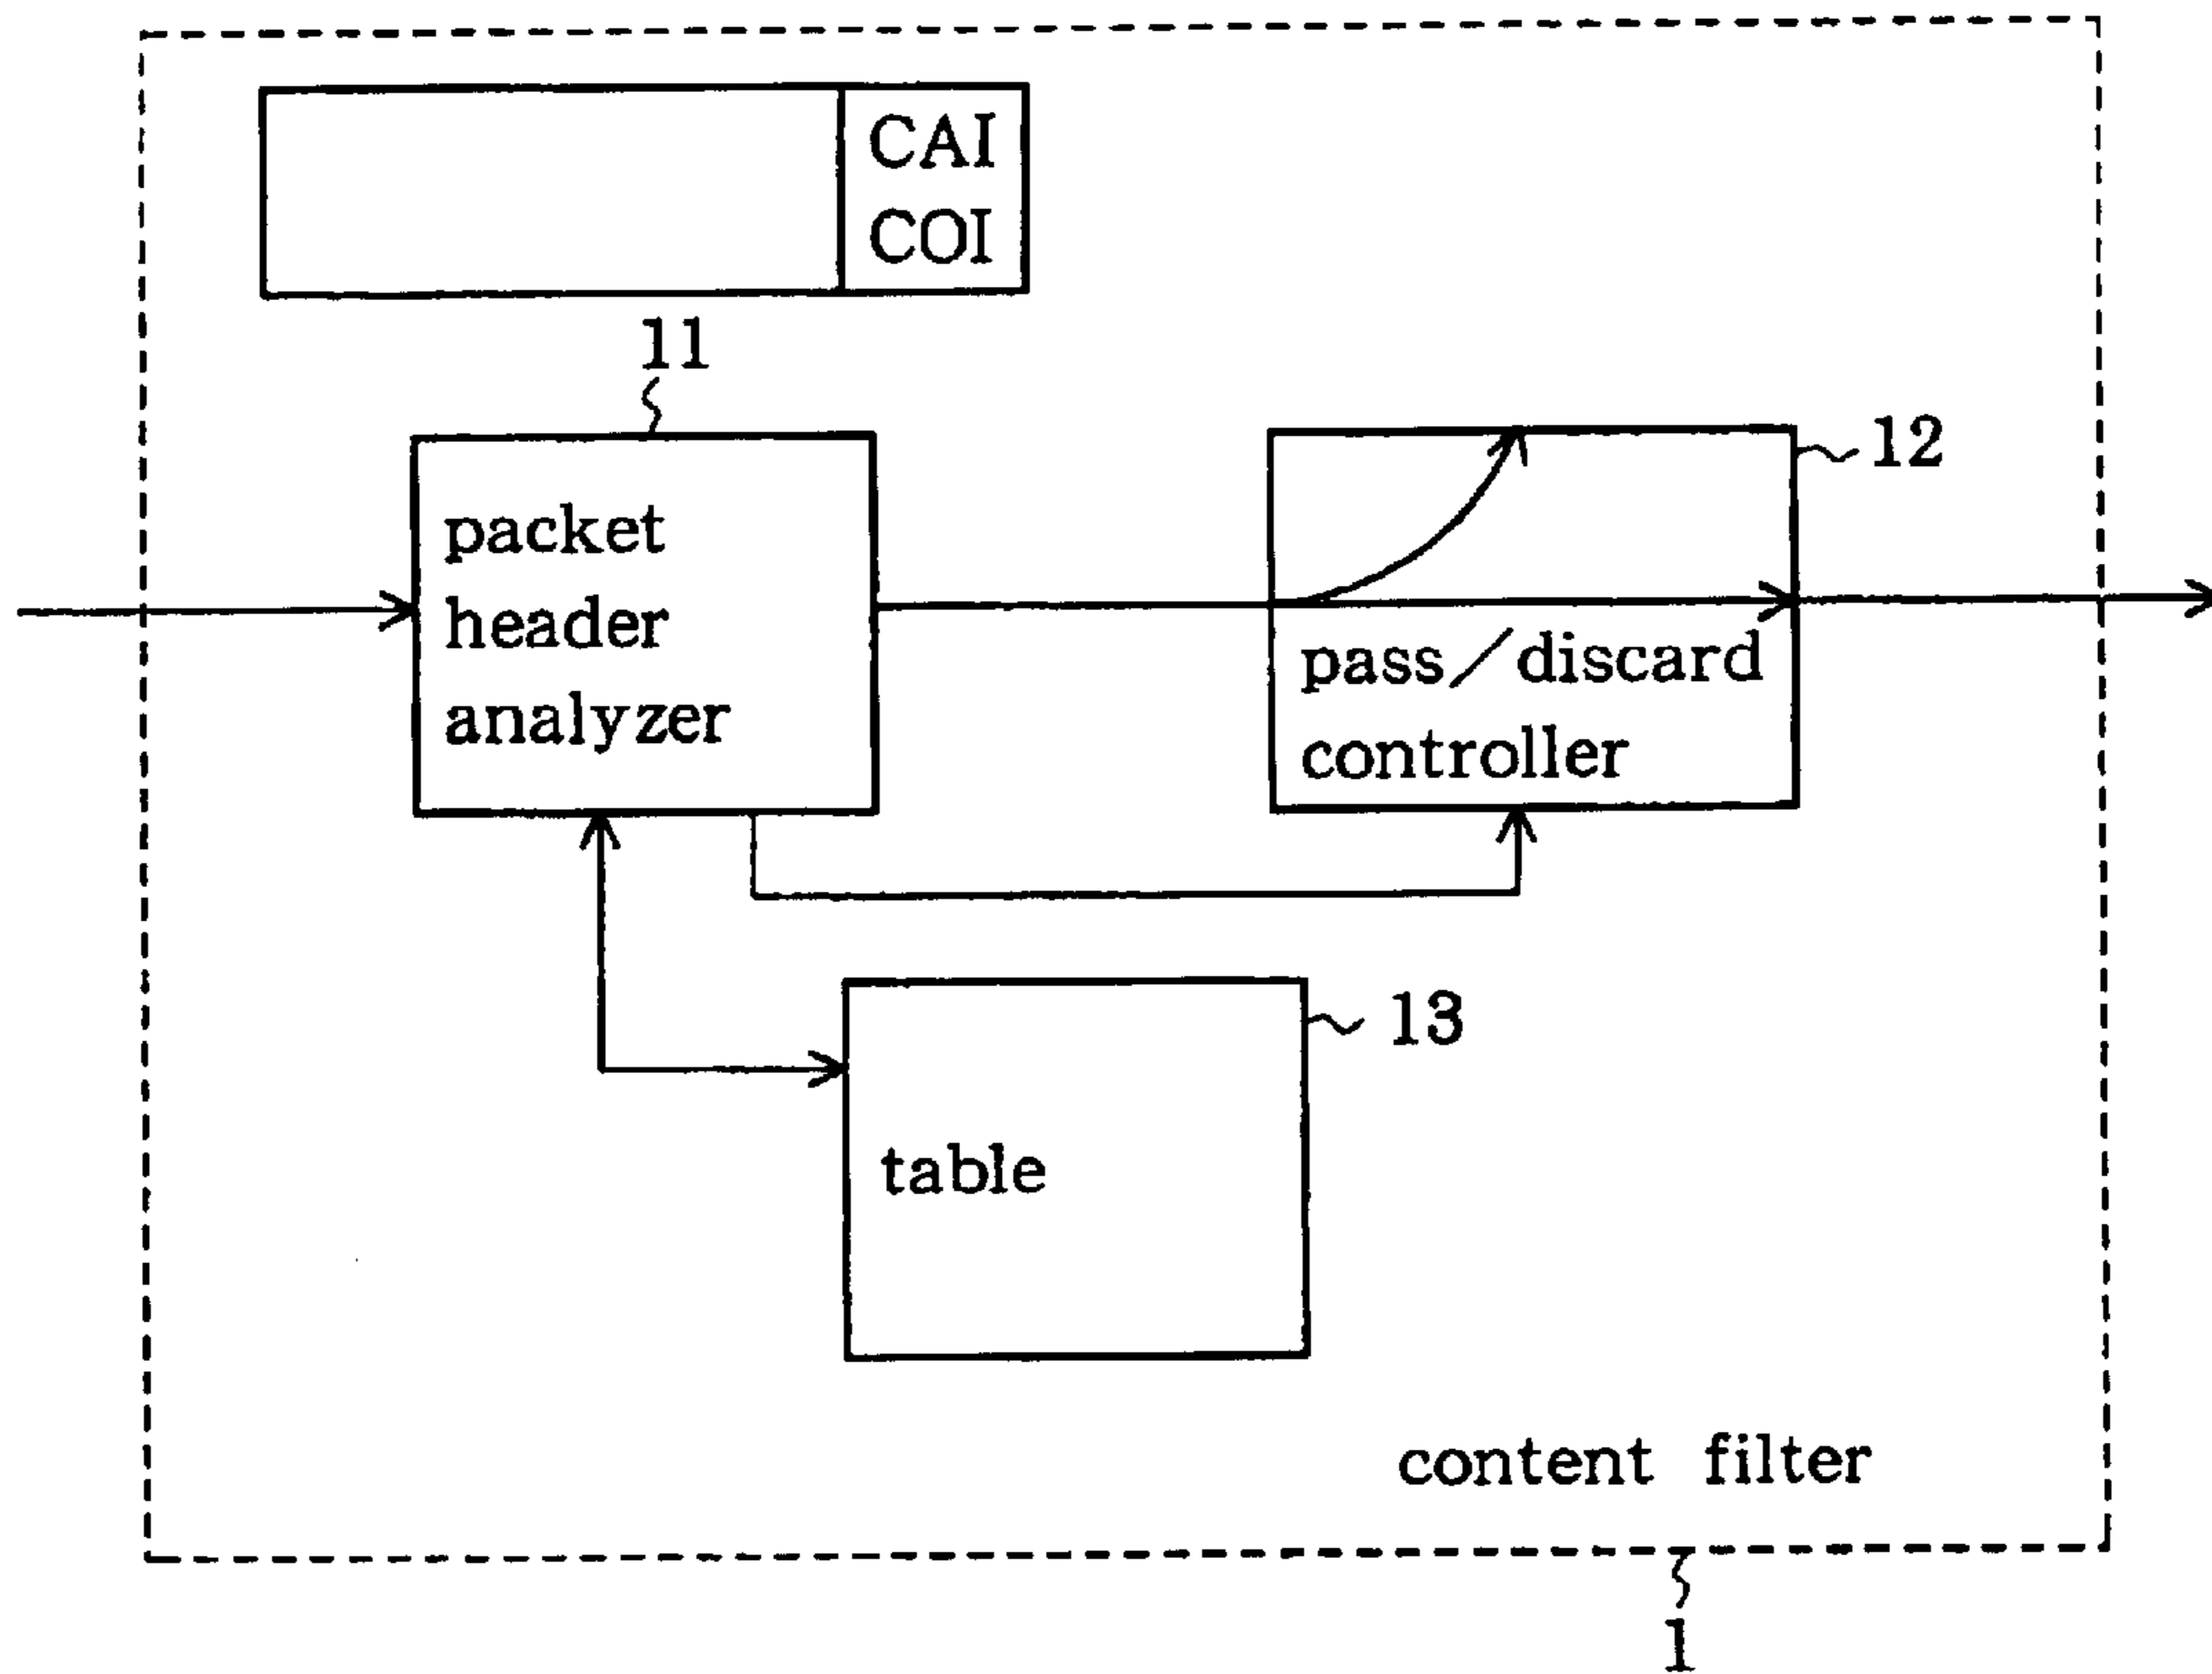 CAI
COI
11
packet
header
analyzer
12
pass/discard
controller
13
table
content filter
1